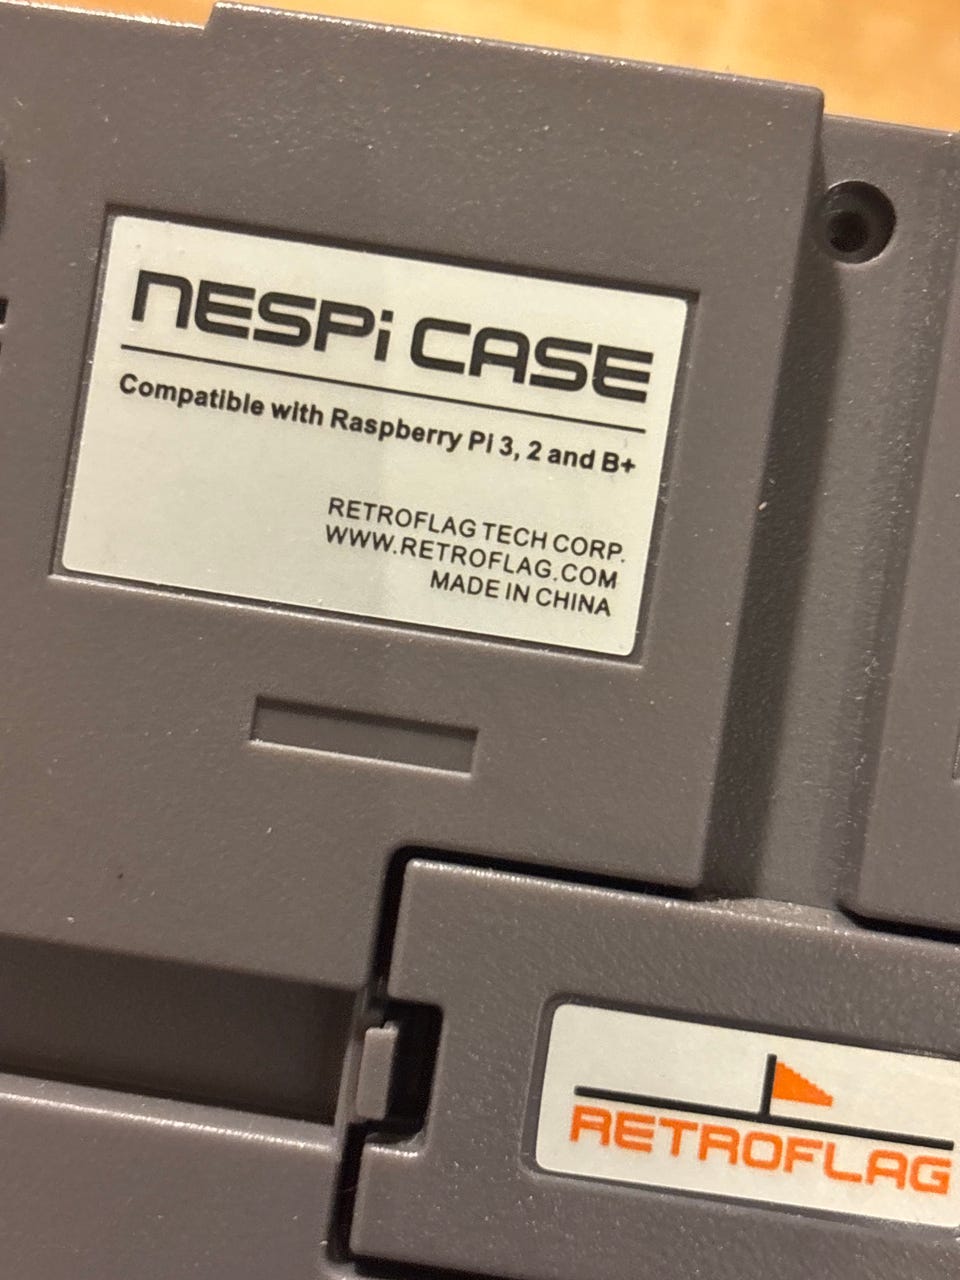 NESPi CASE
Compatible with Raspberry Pi 3, 2 and B+
RETROFLAG TECH CORP.
WWW.RETROFLAG.COM
MADE IN CHINA
RETROFLAG